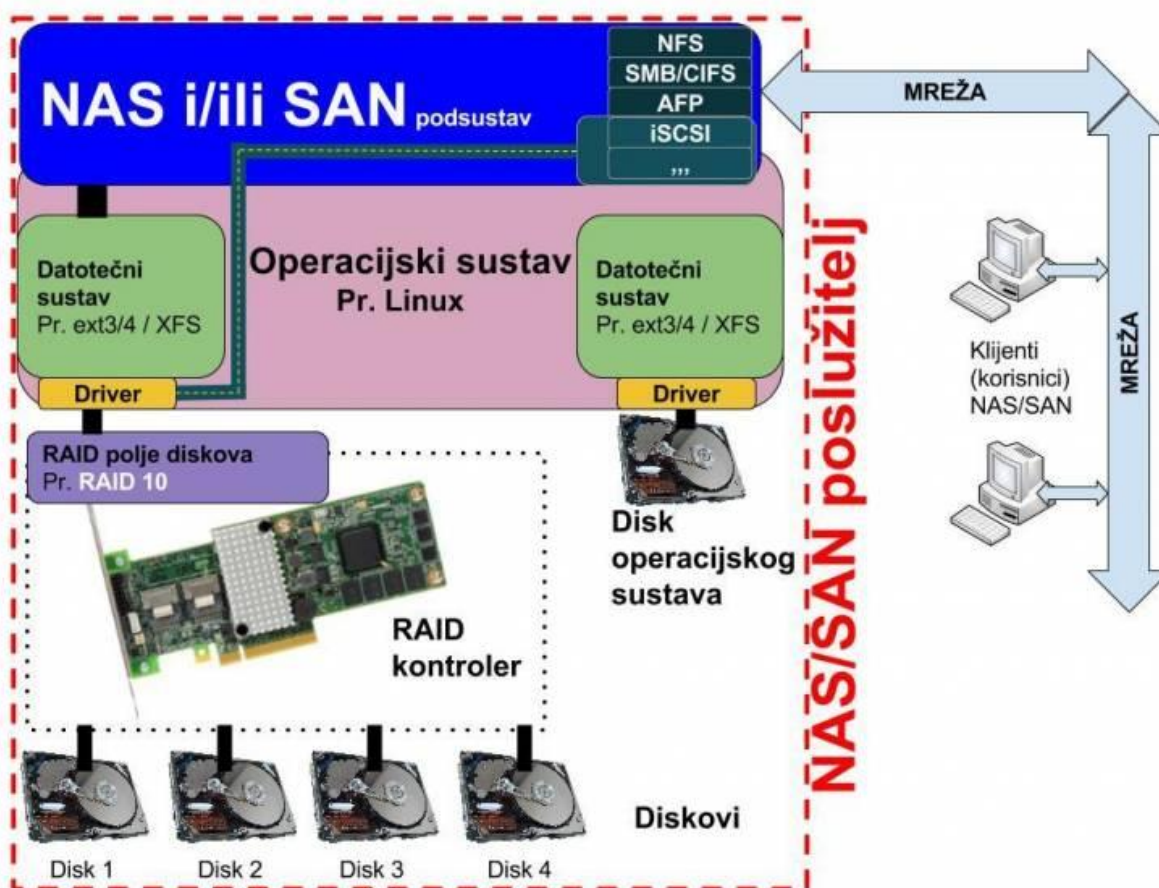 NFS
SMB/CIFS
AFP
iSCSI
,,,
NAS i/ili SAN podsustav
MREŽA
Operacijski sustav
Pr. Linux
Datotečni
sustav
Pr. ext3/4 / XFS
Datotečni
sustav
Pr. ext3/4 / XFS
Driver
Driver
RAID polje diskova
Pr. RAID 10
Disk
operacijskog
sustava
RAID
kontroler
Diskovi
Disk 1
Disk 2
Disk 3
Disk 4
NAS/SAN poslužitelj
Klijenti
(korisnici)
NAS/SAN
MREŽA